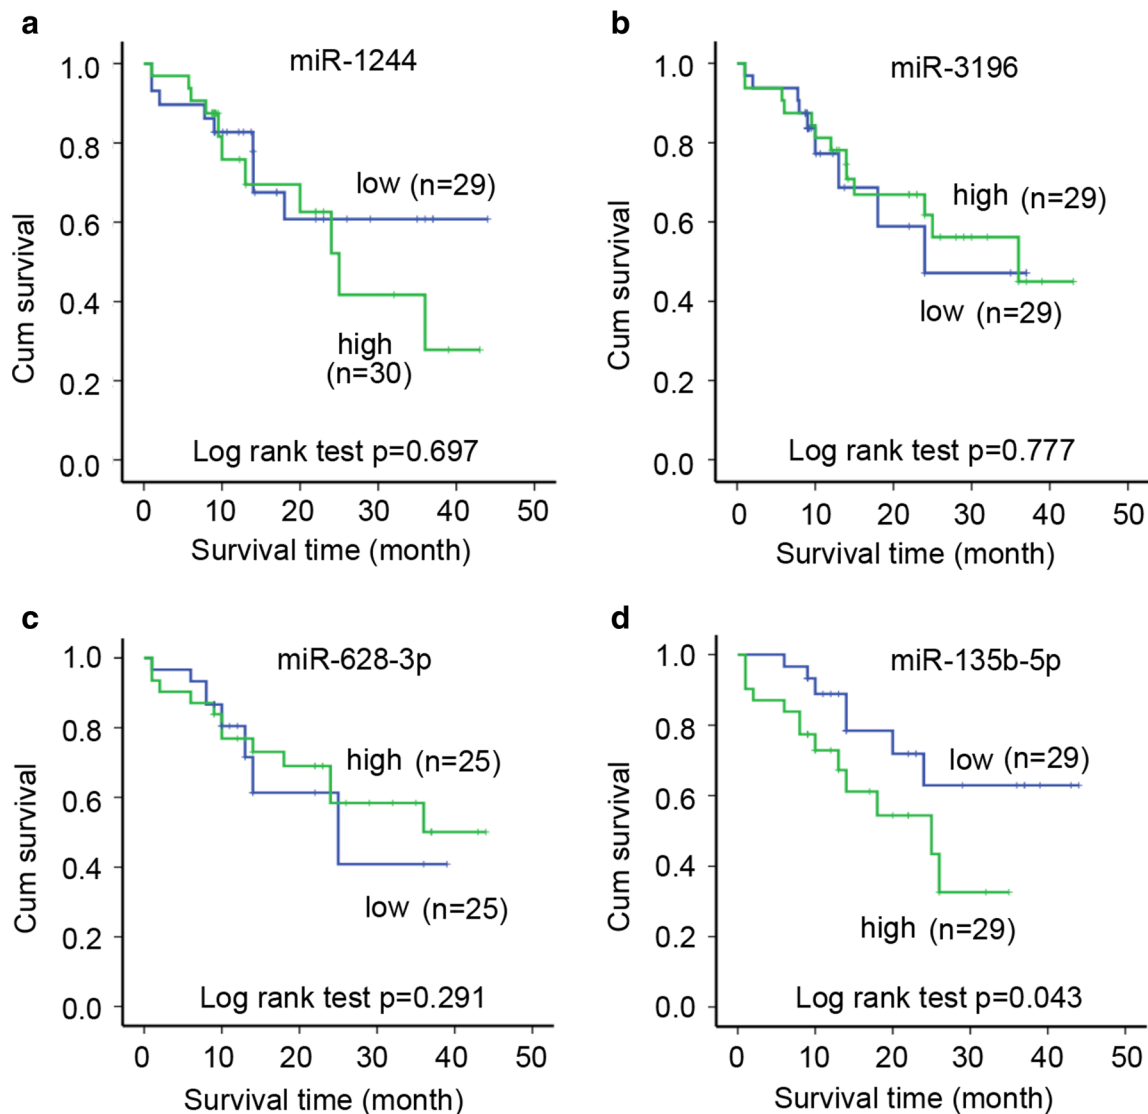 a
miR-1244
1.0
0.8
0.6
0.4
0.2
0.0
Cum survival
low (n=29)
high
(n=30)
Log rank test p=0.697
0 10 20 30 40 50
Survival time (month)
b
miR-3196
1.0
0.8
0.6
0.4
0.2
0.0
Cum survival
high (n=29)
low (n=29)
Log rank test p=0.777
0 10 20 30 40 50
Survival time (month)
c
miR-628-3p
1.0
0.8
0.6
0.4
0.2
0.0
Cum survival
high (n=25)
low (n=25)
Log rank test p=0.291
0 10 20 30 40 50
Survival time (month)
d
miR-135b-5p
1.0
0.8
0.6
0.4
0.2
0.0
Cum survival
low (n=29)
high (n=29)
Log rank test p=0.043
0 10 20 30 40 50
Survival time (month)